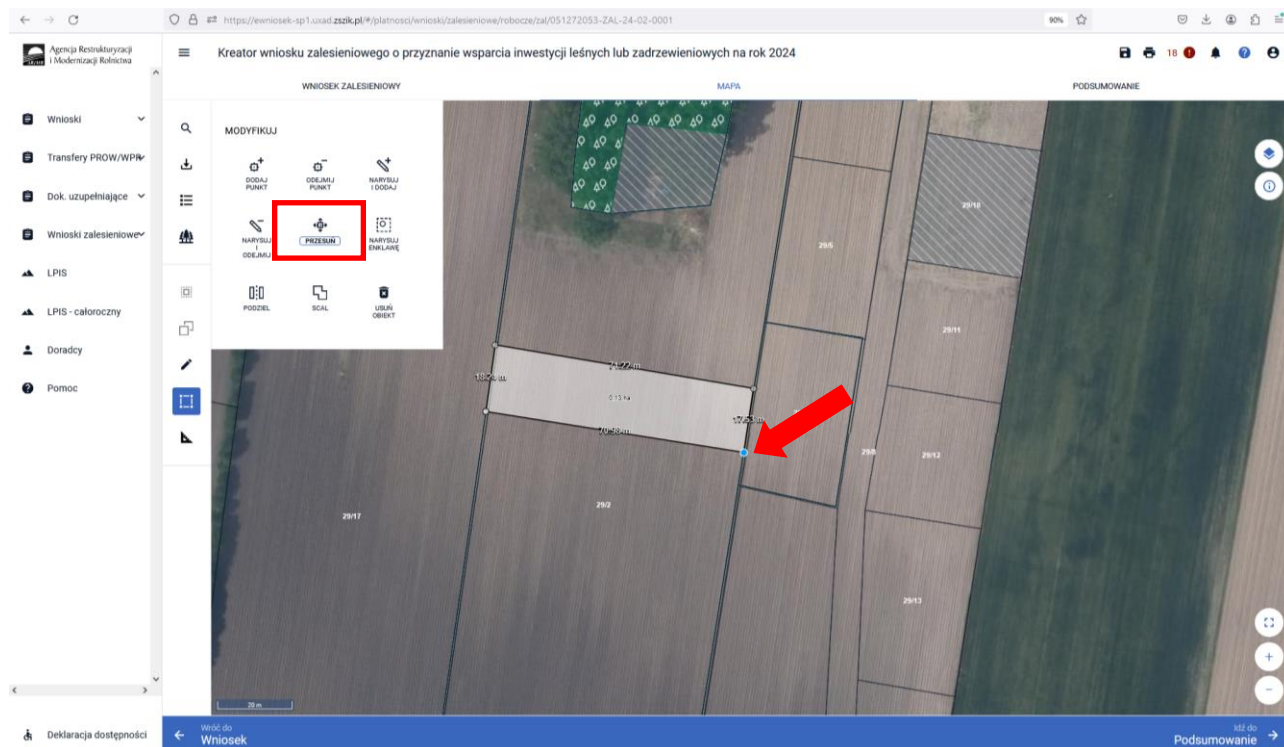 https://ewniosek-sp1.uxad.zszik.pl/#/platnosci/wnioski/zalesieniowe/robocze/zal/051272053-ZAL-24-02-0001
90%
Agencja Restrukturyzacji
i Modernizacji Rolnictwa
Kreator wniosku zalesieniowego o przyznanie wsparcia inwestycji leśnych lub zadrzewieniowych na rok 2024
18
WNIOSEK ZALESIENIOWY
MAPA
PODSUMOWANIE
Wnioski
Transfery PROW/WPR
Dok. uzupełniające
Wnioski zalesieniowe
LPIS
LPIS - całoroczny
Doradcy
Pomoc
MODYFIKUJ
DODAJ
PUNKT
ODEJMIJ
PUNKT
NARYSUJ
I DODAJ
NARYSUJ
I
ODEJMIJ
PRZESUŃ
NARYSUJ
ENKLAWĘ
PODZIEL
SCAL
USUŃ
OBIEKT
29/10
29/5
29/11
71.22 m
18.24 m
0.13 ha
17.53 m
70.58 m
29/8
29/12
29/2
29/17
29/13
20 m
Deklaracja dostępności
Wróć do
Wniosek
Idź do
Podsumowanie